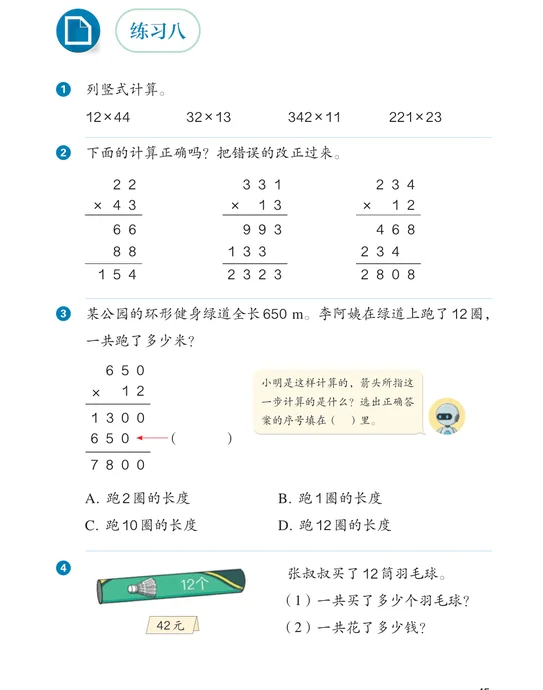 练习八
1 列竖式计算。
12×44 32×13 342×11 221×23
2 下面的计算正确吗？把错误的改正过来。
2 2 3 3 1 2 3 4
× 4 3 × 1 3 × 1 2
6 6 9 9 3 4 6 8
8 8 1 3 3 2 3 4
1 5 4 2 3 2 3 2 8 0 8
3 某公园的环形健身绿道全长650 m。李阿姨在绿道上跑了12圈，
一共跑了多少米？
6 5 0
× 1 2
1 3 0 0
6 5 0 ( )
7 8 0 0
小明是这样计算的，箭头所指这
一步计算的是什么？选出正确答
案的序号填在（ ）里。
A. 跑2圈的长度 B. 跑1圈的长度
C. 跑10圈的长度 D. 跑12圈的长度
4 张叔叔买了12筒羽毛球。
12个
（1）一共买了多少个羽毛球？
42元
（2）一共花了多少钱？